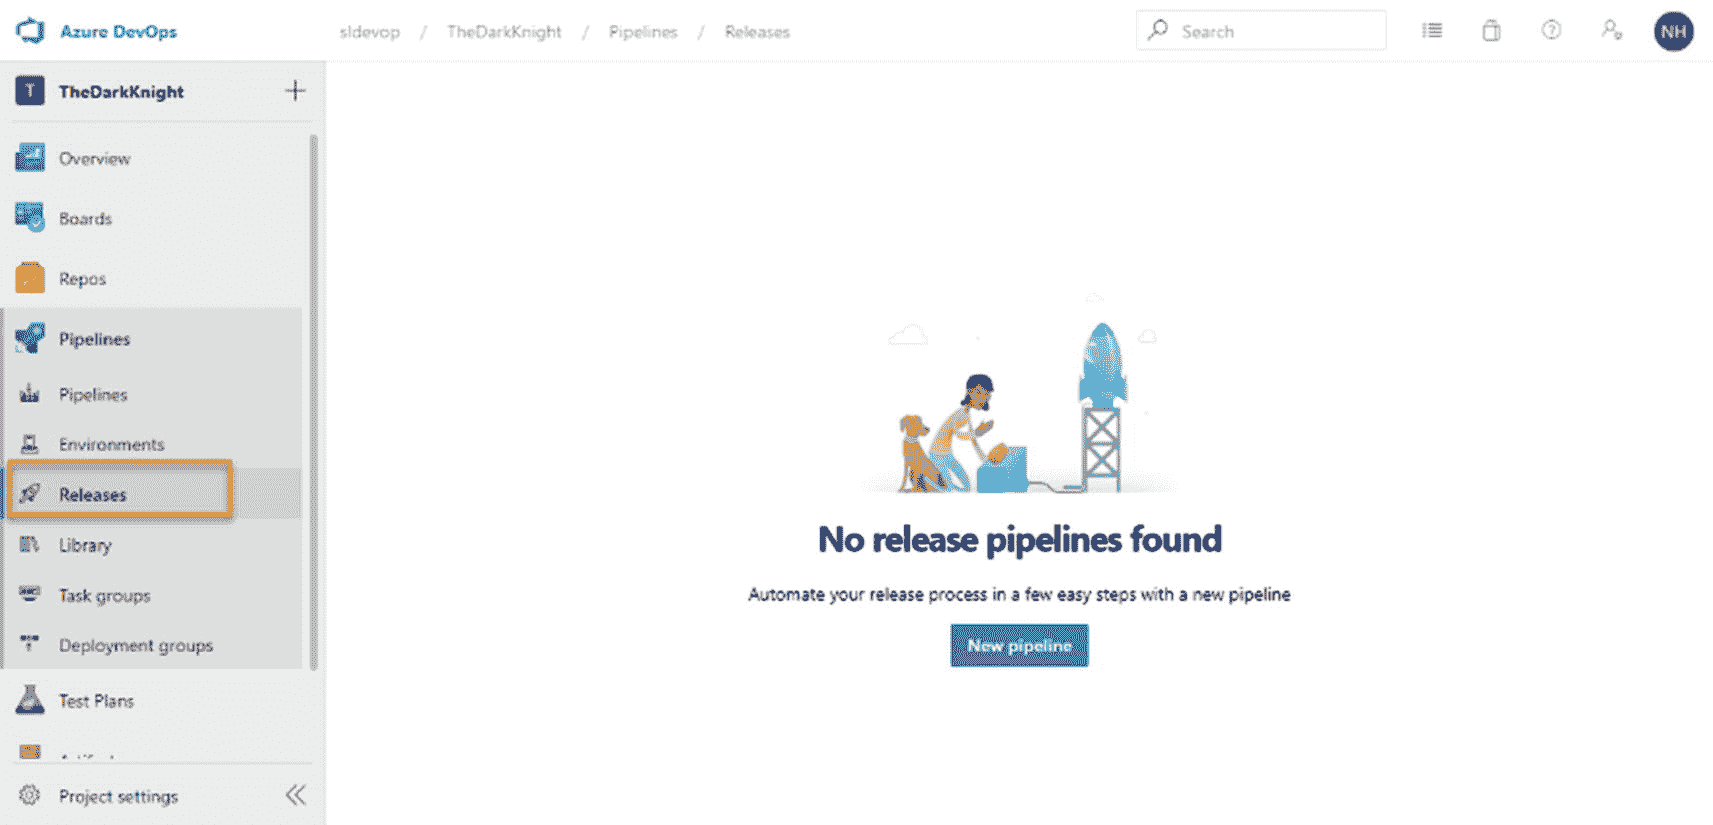 Azure DevOps
sldevop / TheDarkKnight / Pipelines / Releases
Search
NH
T TheDarkKnight
Overview
Boards
Repos
Pipelines
Pipelines
Environments
Releases
Library
Task groups
Deployment groups
Test Plans
Project settings
No release pipelines found
Automate your release process in a few easy steps with a new pipeline
New pipeline